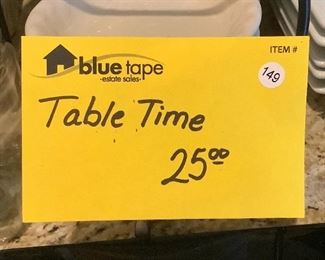 ITEM #
blue tape
-estate sales-
149
Table Time
25.00